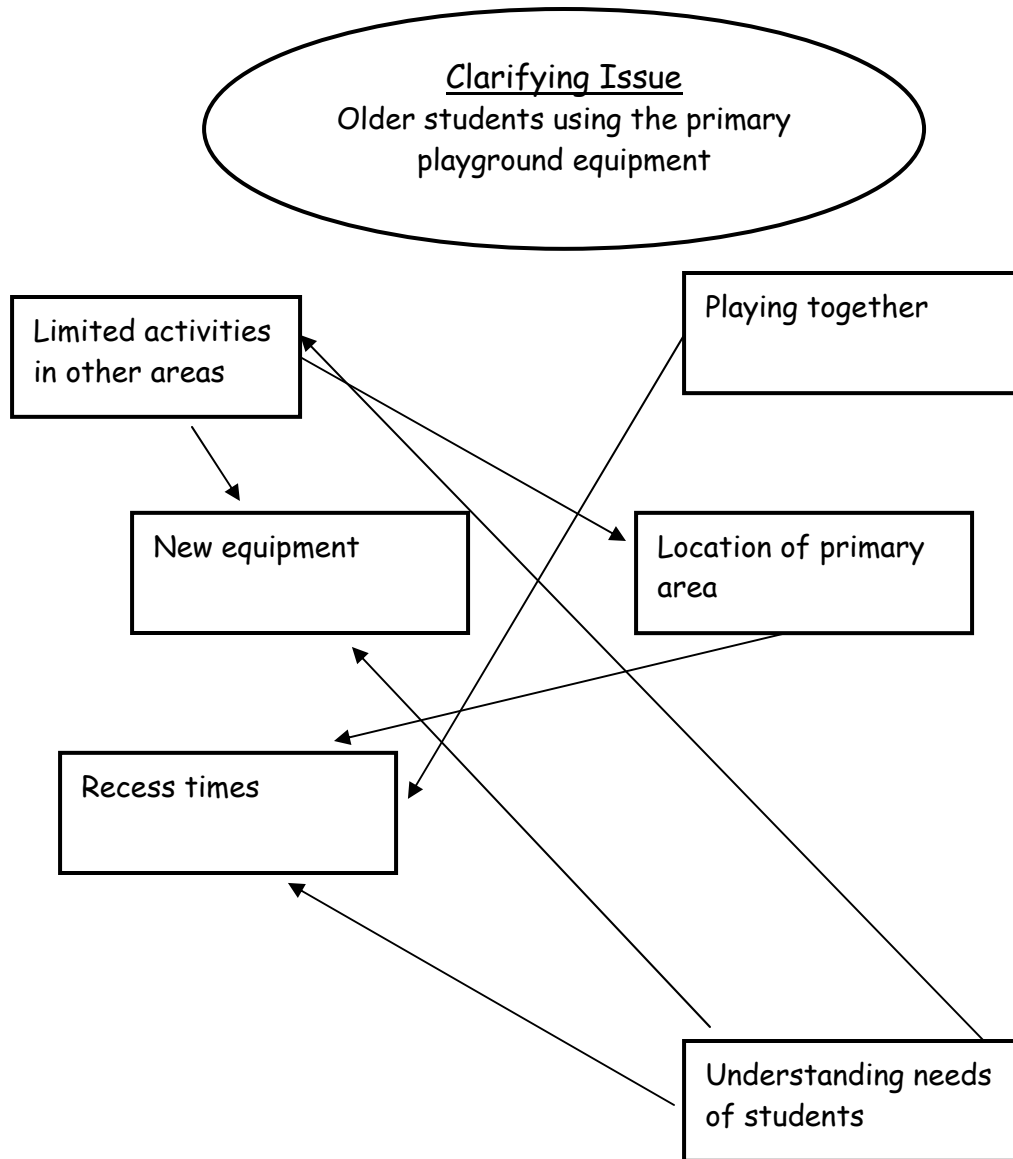 Clarifying Issue
Older students using the primary
playground equipment
Limited activities
in other areas
Playing together
New equipment
Location of primary
area
Recess times
Understanding needs
of students